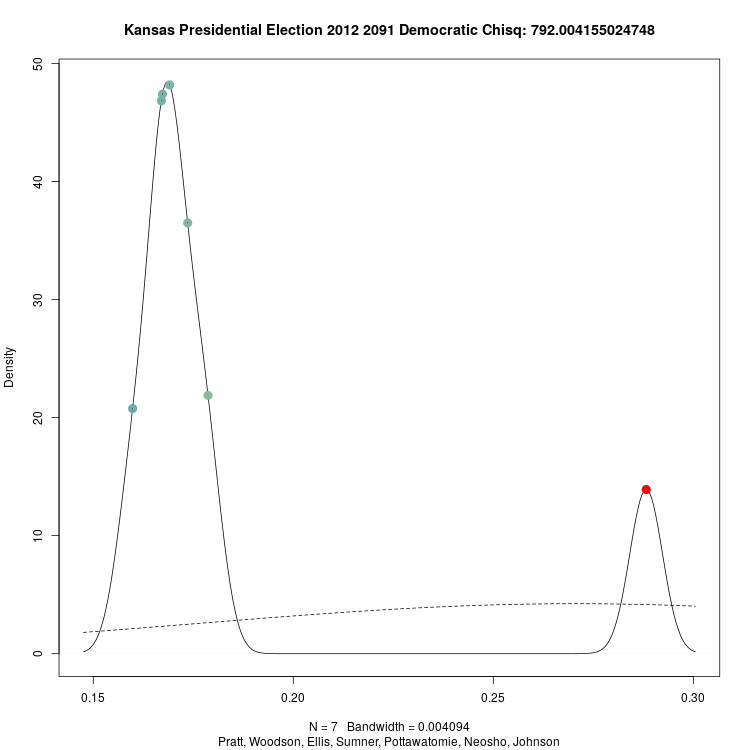 Kansas Presidential Election 2012 2091 Democratic Chisq: 792.004155024748
50
40
30
20
10
0
Density
0.15 0.20 0.25 0.30
N = 7 Bandwidth = 0.004094
Pratt, Woodson, Ellis, Sumner, Pottawatomie, Neosho, Johnson